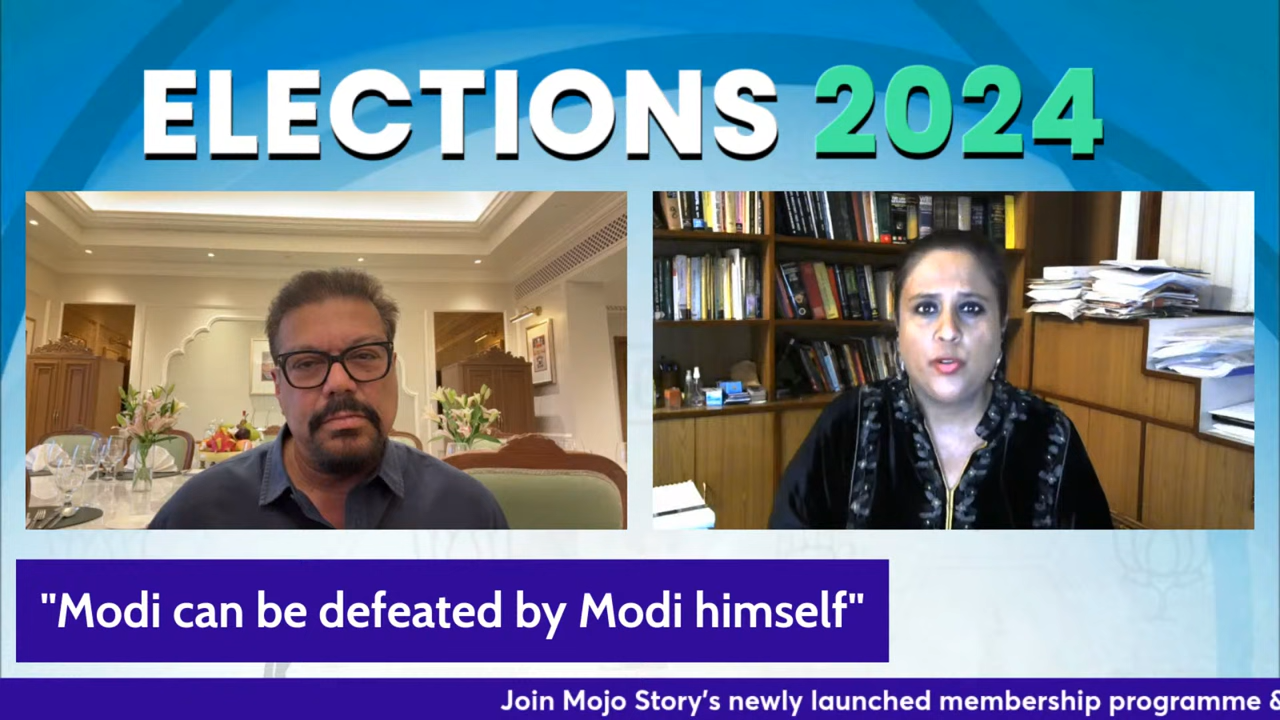 ELECTIONS 2024
"Modi can be defeated by Modi himself"
Join Mojo Story's newly launched membership programme &